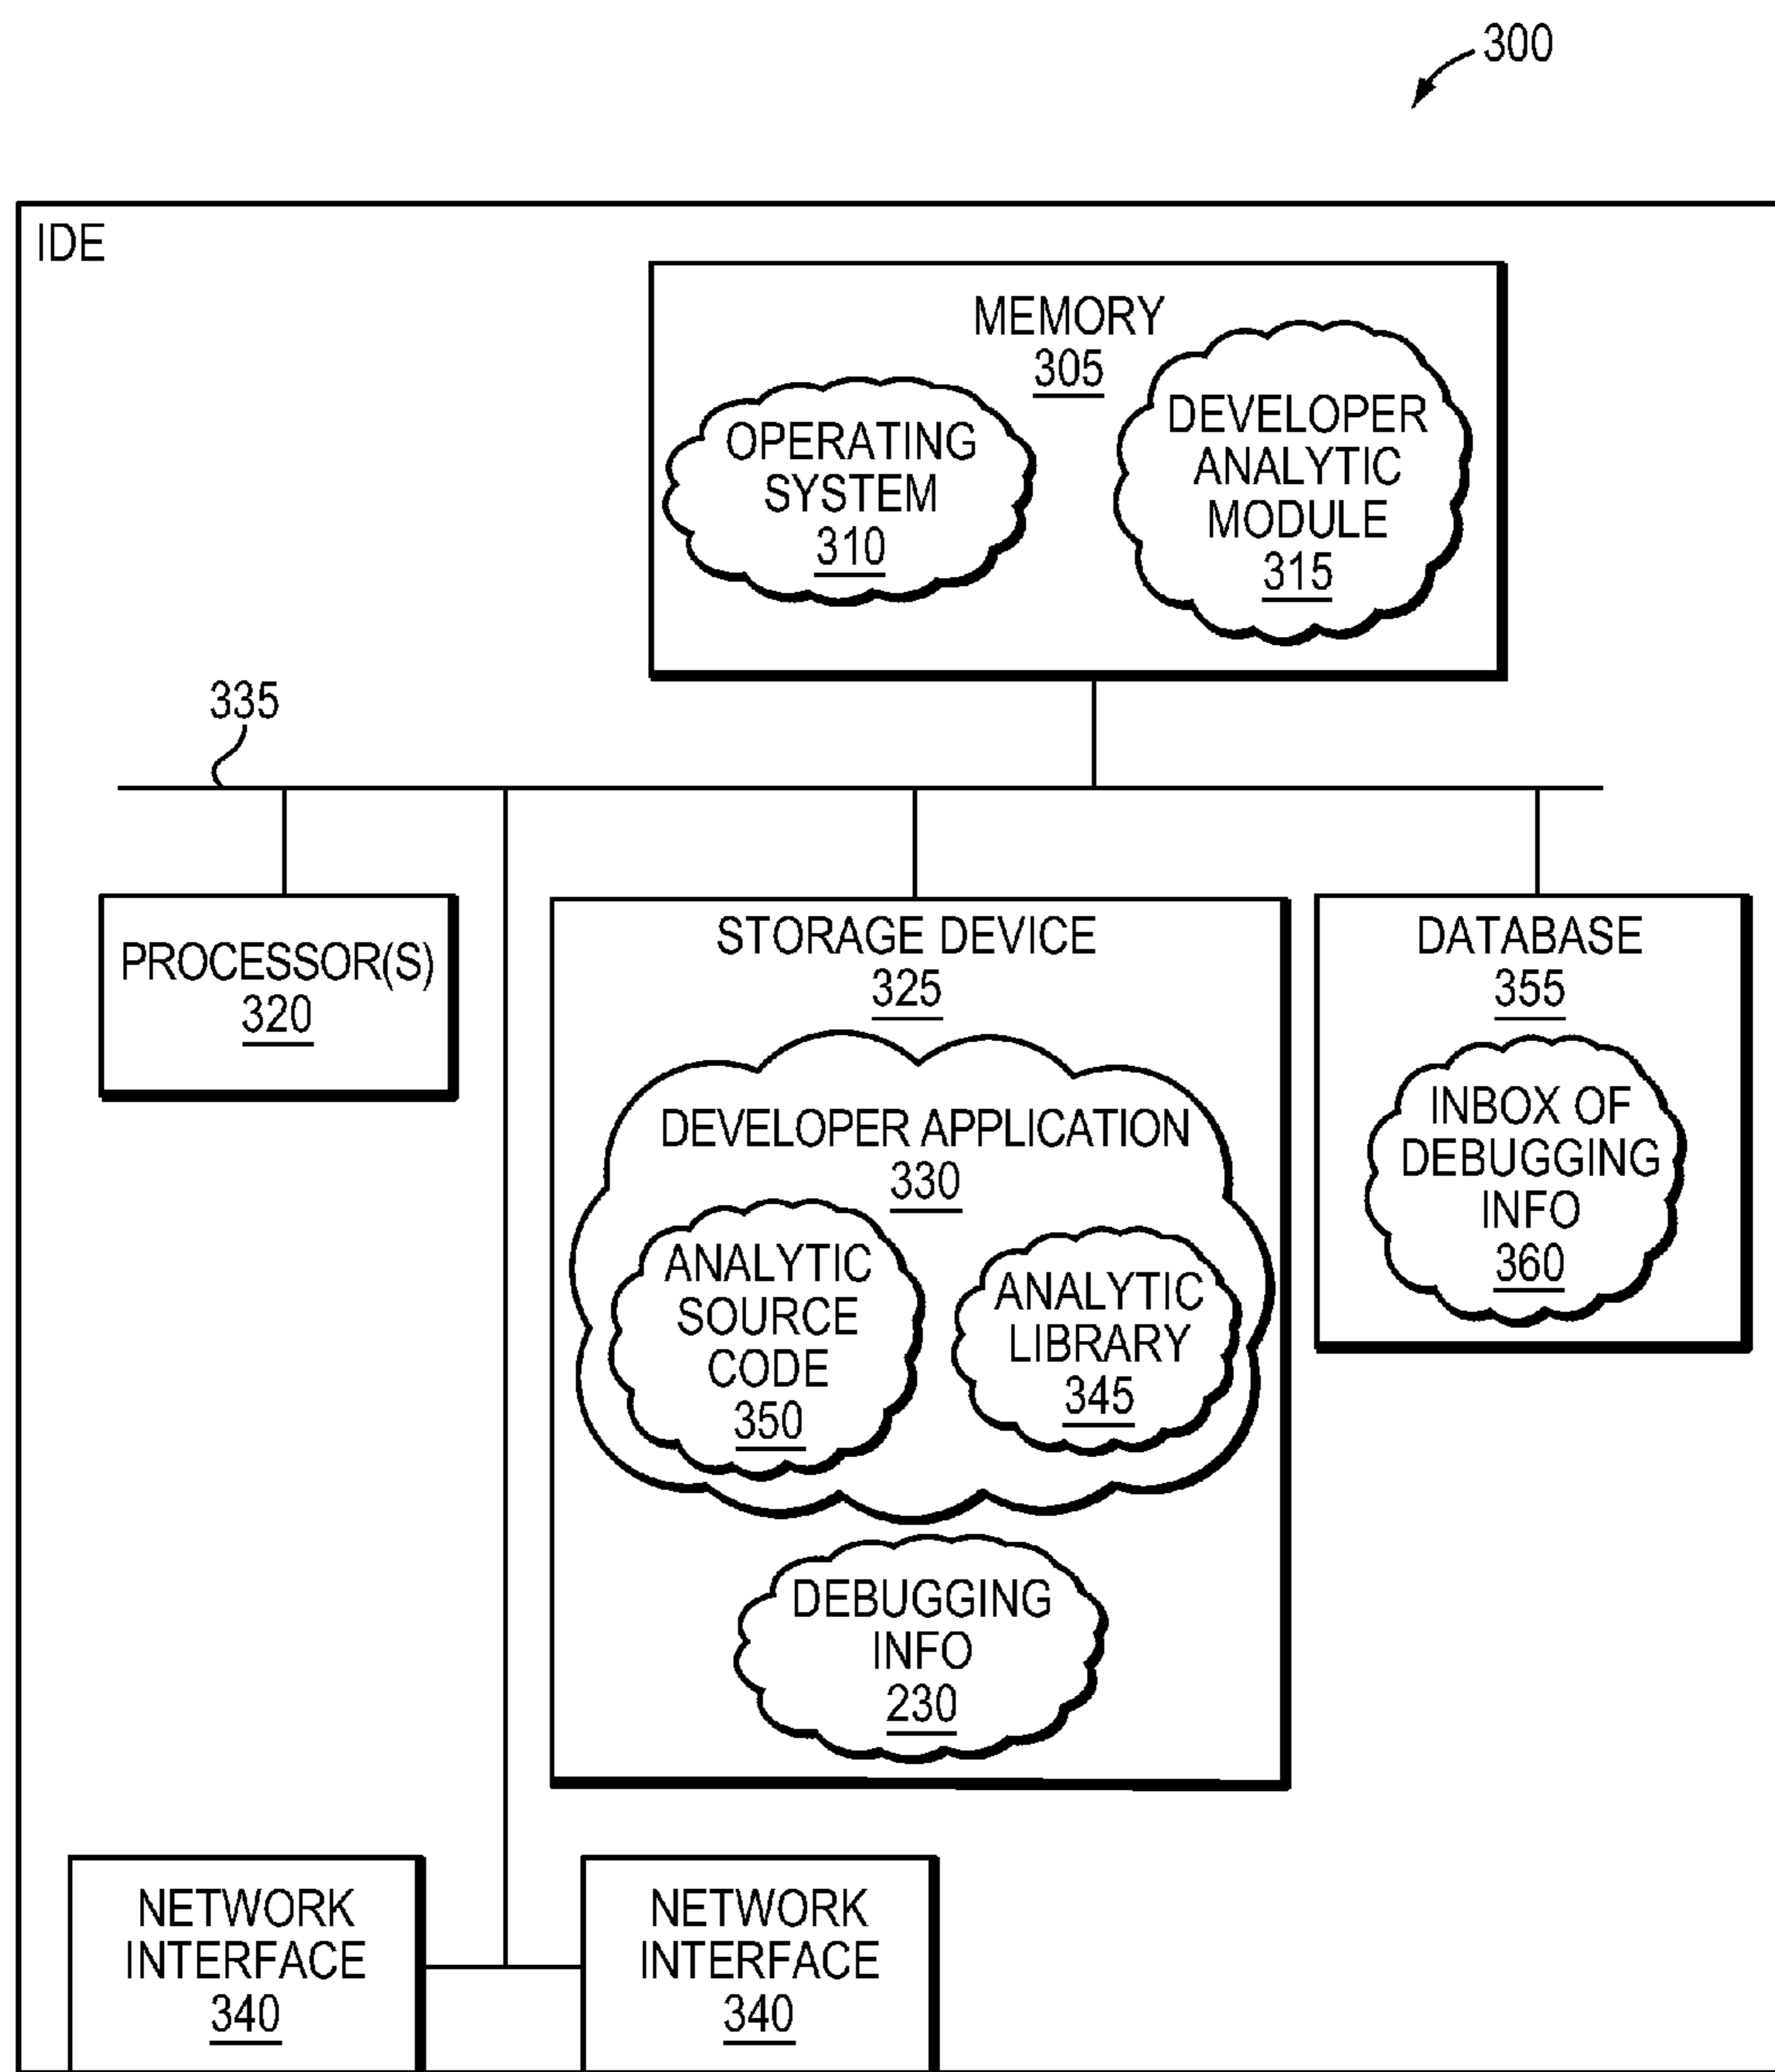 300
IDE
MEMORY
305
OPERATING
SYSTEM
310
DEVELOPER
ANALYTIC
MODULE
315
335
PROCESSOR(S)
320
STORAGE DEVICE
325
DEVELOPER APPLICATION
330
ANALYTIC
SOURCE
CODE
350
ANALYTIC
LIBRARY
345
DEBUGGING
INFO
230
DATABASE
355
INBOX OF
DEBUGGING
INFO
360
NETWORK
INTERFACE
340
NETWORK
INTERFACE
340